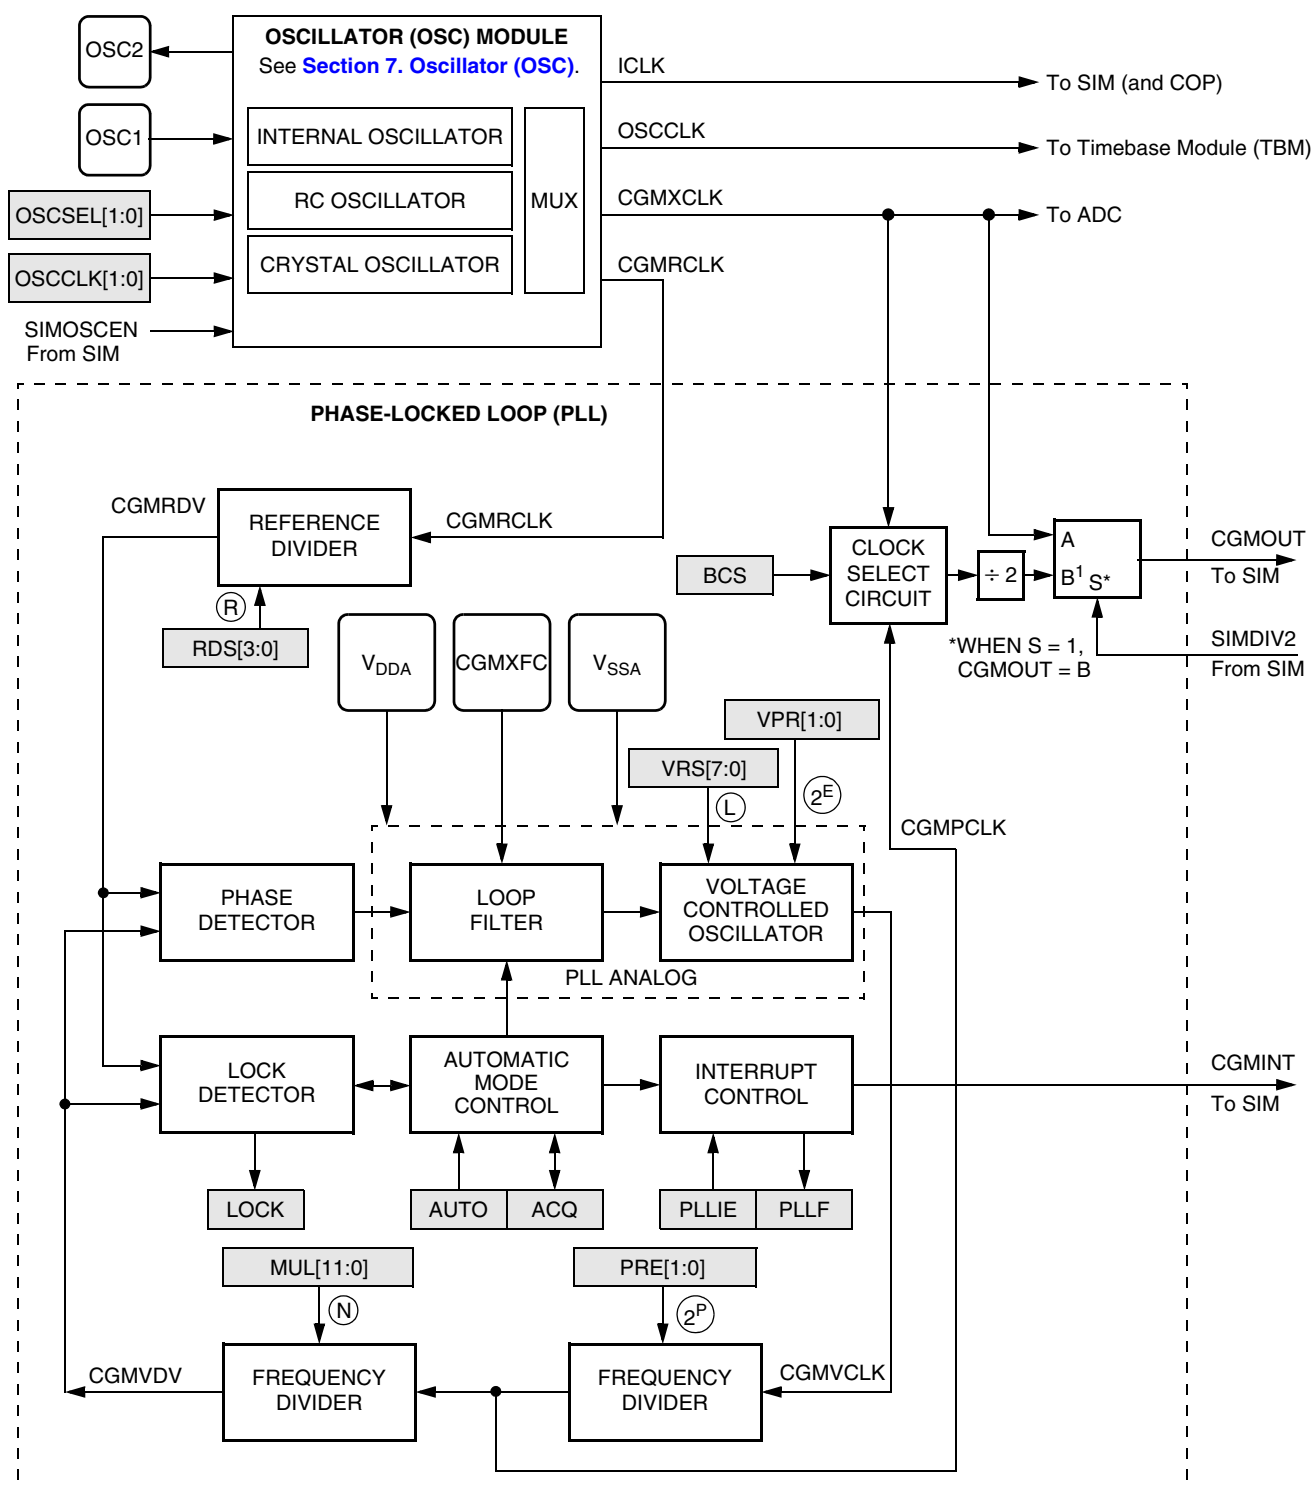 OSC2
OSCILLATOR (OSC) MODULE
See Section 7. Oscillator (OSC).
ICLK
To SIM (and COP)
OSC1
INTERNAL OSCILLATOR
OSCCLK
To Timebase Module (TBM)
OSCSEL[1:0]
RC OSCILLATOR
MUX
CGMXCLK
To ADC
OSCCLK[1:0]
CRYSTAL OSCILLATOR
CGMRCLK
SIMOSCEN
From SIM
PHASE-LOCKED LOOP (PLL)
CGMRDV
REFERENCE
DIVIDER
CGMRCLK
BCS
CLOCK
SELECT
CIRCUIT
÷ 2
A
B¹ S*
CGMOUT
To SIM
R
RDS[3:0]
V_DDA
CGMXFC
V_SSA
*WHEN S = 1,
CGMOUT = B
SIMDIV2
From SIM
VPR[1:0]
VRS[7:0]
L
2^E
CGMPCLK
PHASE
DETECTOR
LOOP
FILTER
VOLTAGE
CONTROLLED
OSCILLATOR
PLL ANALOG
LOCK
DETECTOR
AUTOMATIC
MODE
CONTROL
INTERRUPT
CONTROL
CGMINT
To SIM
LOCK
AUTO
ACQ
PLLIE
PLLF
MUL[11:0]
PRE[1:0]
N
2^P
CGMVDV
FREQUENCY
DIVIDER
FREQUENCY
DIVIDER
CGMVCLK